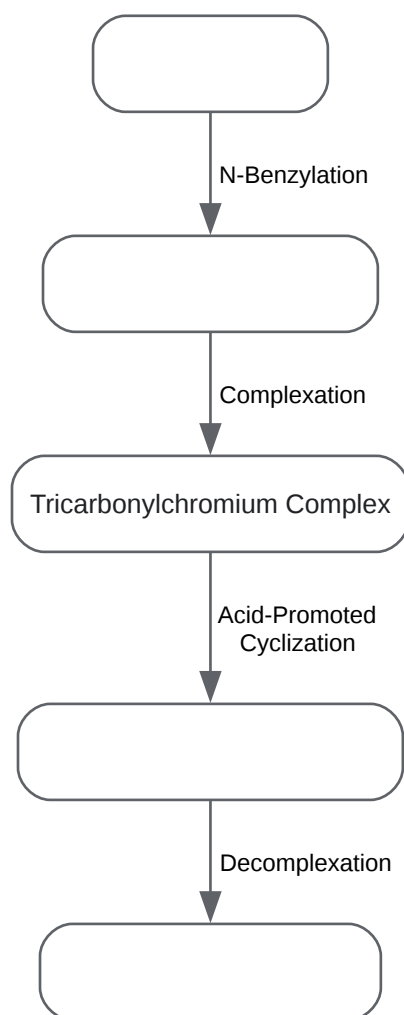 N-Benzylation
Complexation
Tricarbonylchromium Complex
Acid-Promoted
Cyclization
Decomplexation